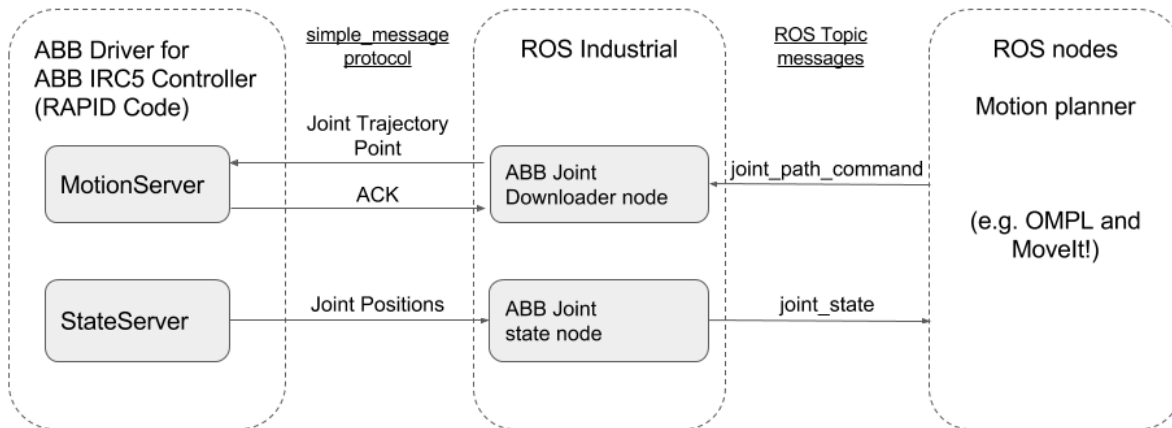 ABB Driver for
ABB IRC5 Controller
(RAPID Code)
MotionServer
StateServer
simple_message
protocol
Joint Trajectory
Point
ACK
Joint Positions
ROS Industrial
ABB Joint
Downloader node
ABB Joint
state node
ROS Topic
messages
joint_path_command
joint_state
ROS nodes
Motion planner
(e.g. OMPL and
MoveIt!)